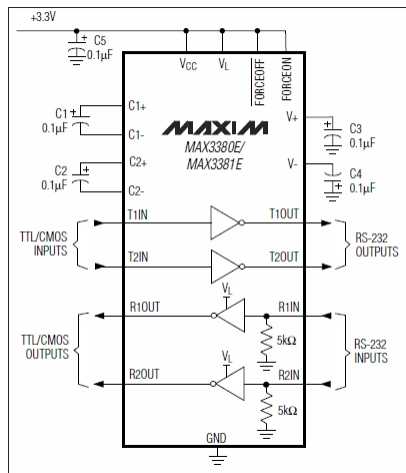 +3.3V
C5
0.1µF
VCC
VL
FORCEOFF
FORCEON
C1
0.1µF
C1+
C1-
C2
0.1µF
C2+
C2-
MAXIM
MAX3380E/
MAX3381E
V+
C3
0.1µF
V-
C4
0.1µF
TTL/CMOS
INPUTS
T1IN
T1OUT
T2IN
T2OUT
RS-232
OUTPUTS
TTL/CMOS
OUTPUTS
R1OUT
VL
R1IN
5kΩ
R2OUT
VL
R2IN
5kΩ
RS-232
INPUTS
GND